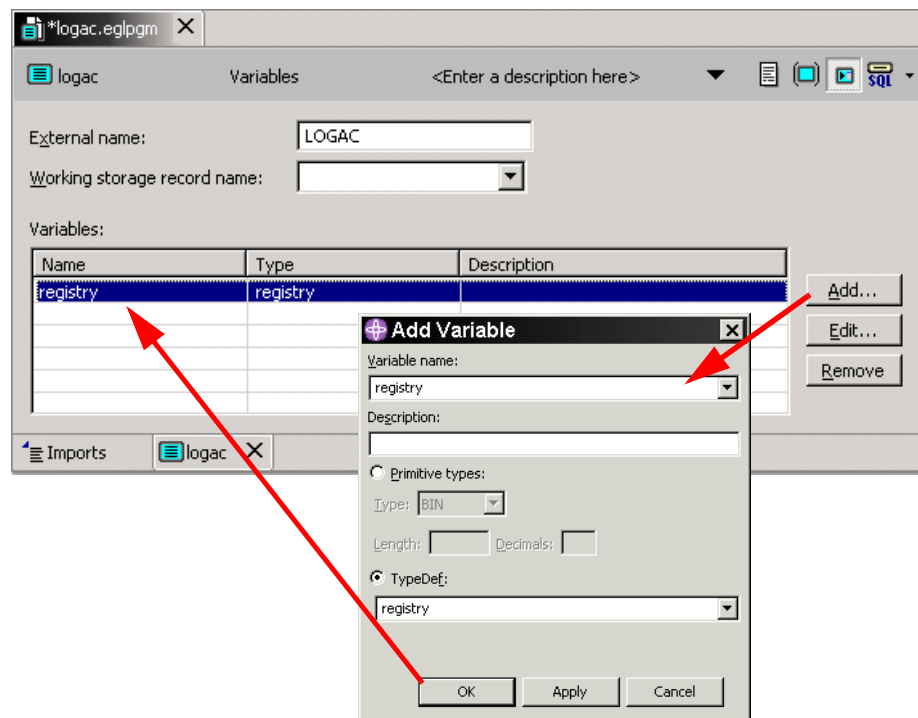 *logac.eglpgm
logac Variables <Enter a description here> SQL
External name: LOGAC
Working storage record name:
Variables:
Name Type Description
registry registry
Add...
Edit...
Remove
Imports logac
Add Variable
Variable name:
registry
Description:
Primitive types:
Type: BIN
Length: Decimals:
TypeDef:
registry
OK Apply Cancel